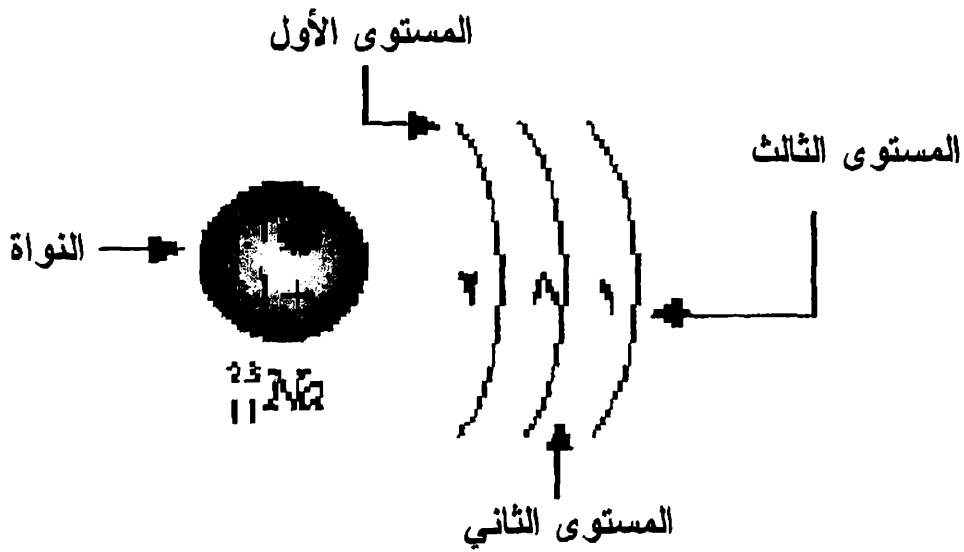 المستوى الأول
المستوى الثالث
النواة
٢ ٨ ١
23
11 Na
المستوى الثاني